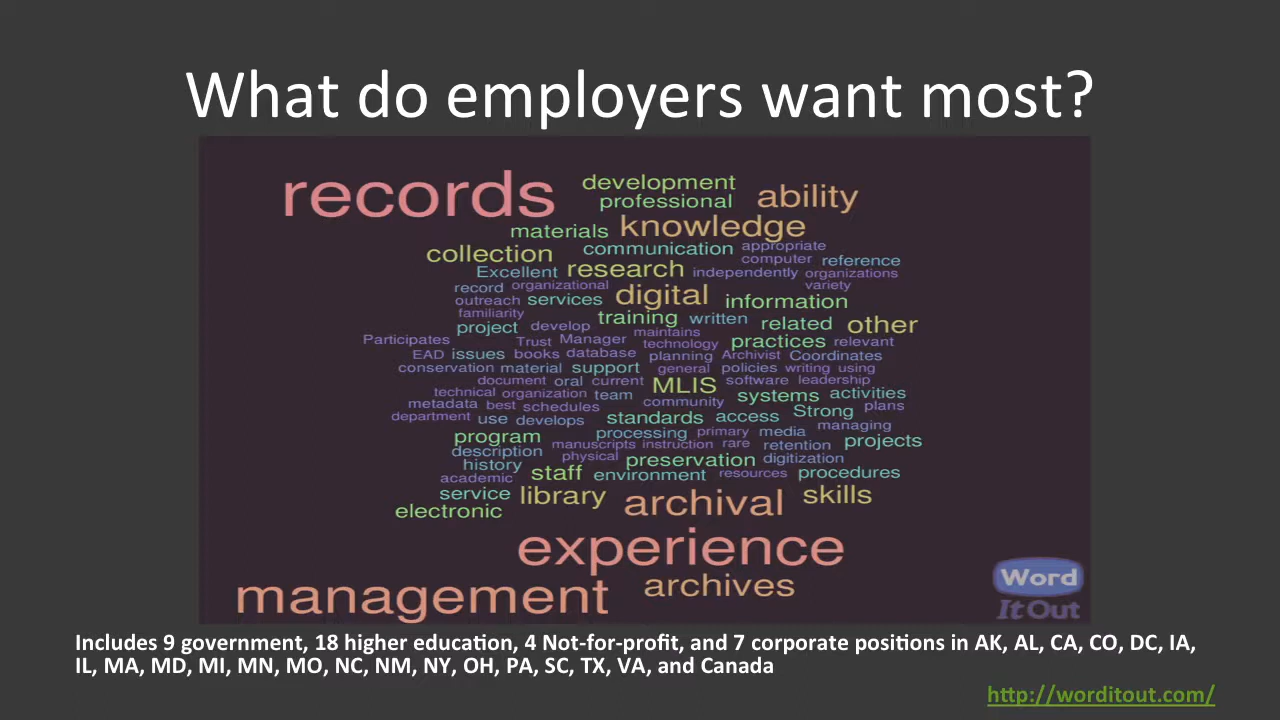 What do employers want most?
records development ability
professional
materials knowledge
collection communication appropriate
computer reference
Excellent research independently organizations
record organizational variety
outreach services digital information
familiarity training written related other
project develop maintains
Participates Trust Manager technology practices relevant
EAD issues books database planning Archivist Coordinates
conservation material support general policies writing using
document oral current MLIS software leadership
technical organization team community systems activities
metadata best schedules plans
department use develops standards access Strong managing
program processing primary media projects
description manuscripts instruction rare retention
history physical preservation digitization
academic staff environment resources procedures
service library archival skills
electronic
experience
management archives
Word
It Out
Includes 9 government, 18 higher education, 4 Not-for-profit, and 7 corporate positions in AK, AL, CA, CO, DC, IA,
IL, MA, MD, MI, MN, MO, NC, NM, NY, OH, PA, SC, TX, VA, and Canada
http://worditout.com/